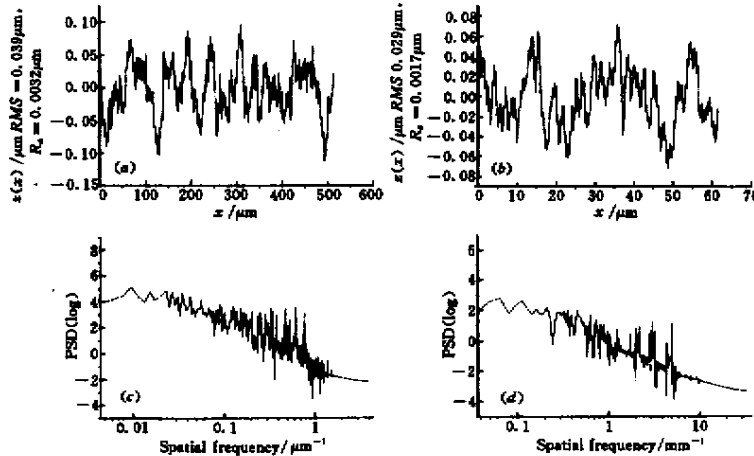 z(x)/μm RMS=0.039μm,
R_a=0.0032μm
0.10
0.05
0.00
−0.05
−0.10
−0.15
(a)
0 100 200 300 400 500 600
x/μm
z(x)/μm RMS 0.029μm,
R_a=0.0017μm
0.08
0.06
0.04
0.02
0.00
0.02
−0.04
−0.06
−0.08
(b)
0 10 20 30 40 50 60 70
x/μm
PSD(log)
8
6
4
2
0
−2
−4
(c)
0.01 0.1 1
Spatial frequency/μm⁻¹
PSD(log)
6
4
2
0
−2
−4
(d)
0.1 1 10
Spatial frequency/mm⁻¹